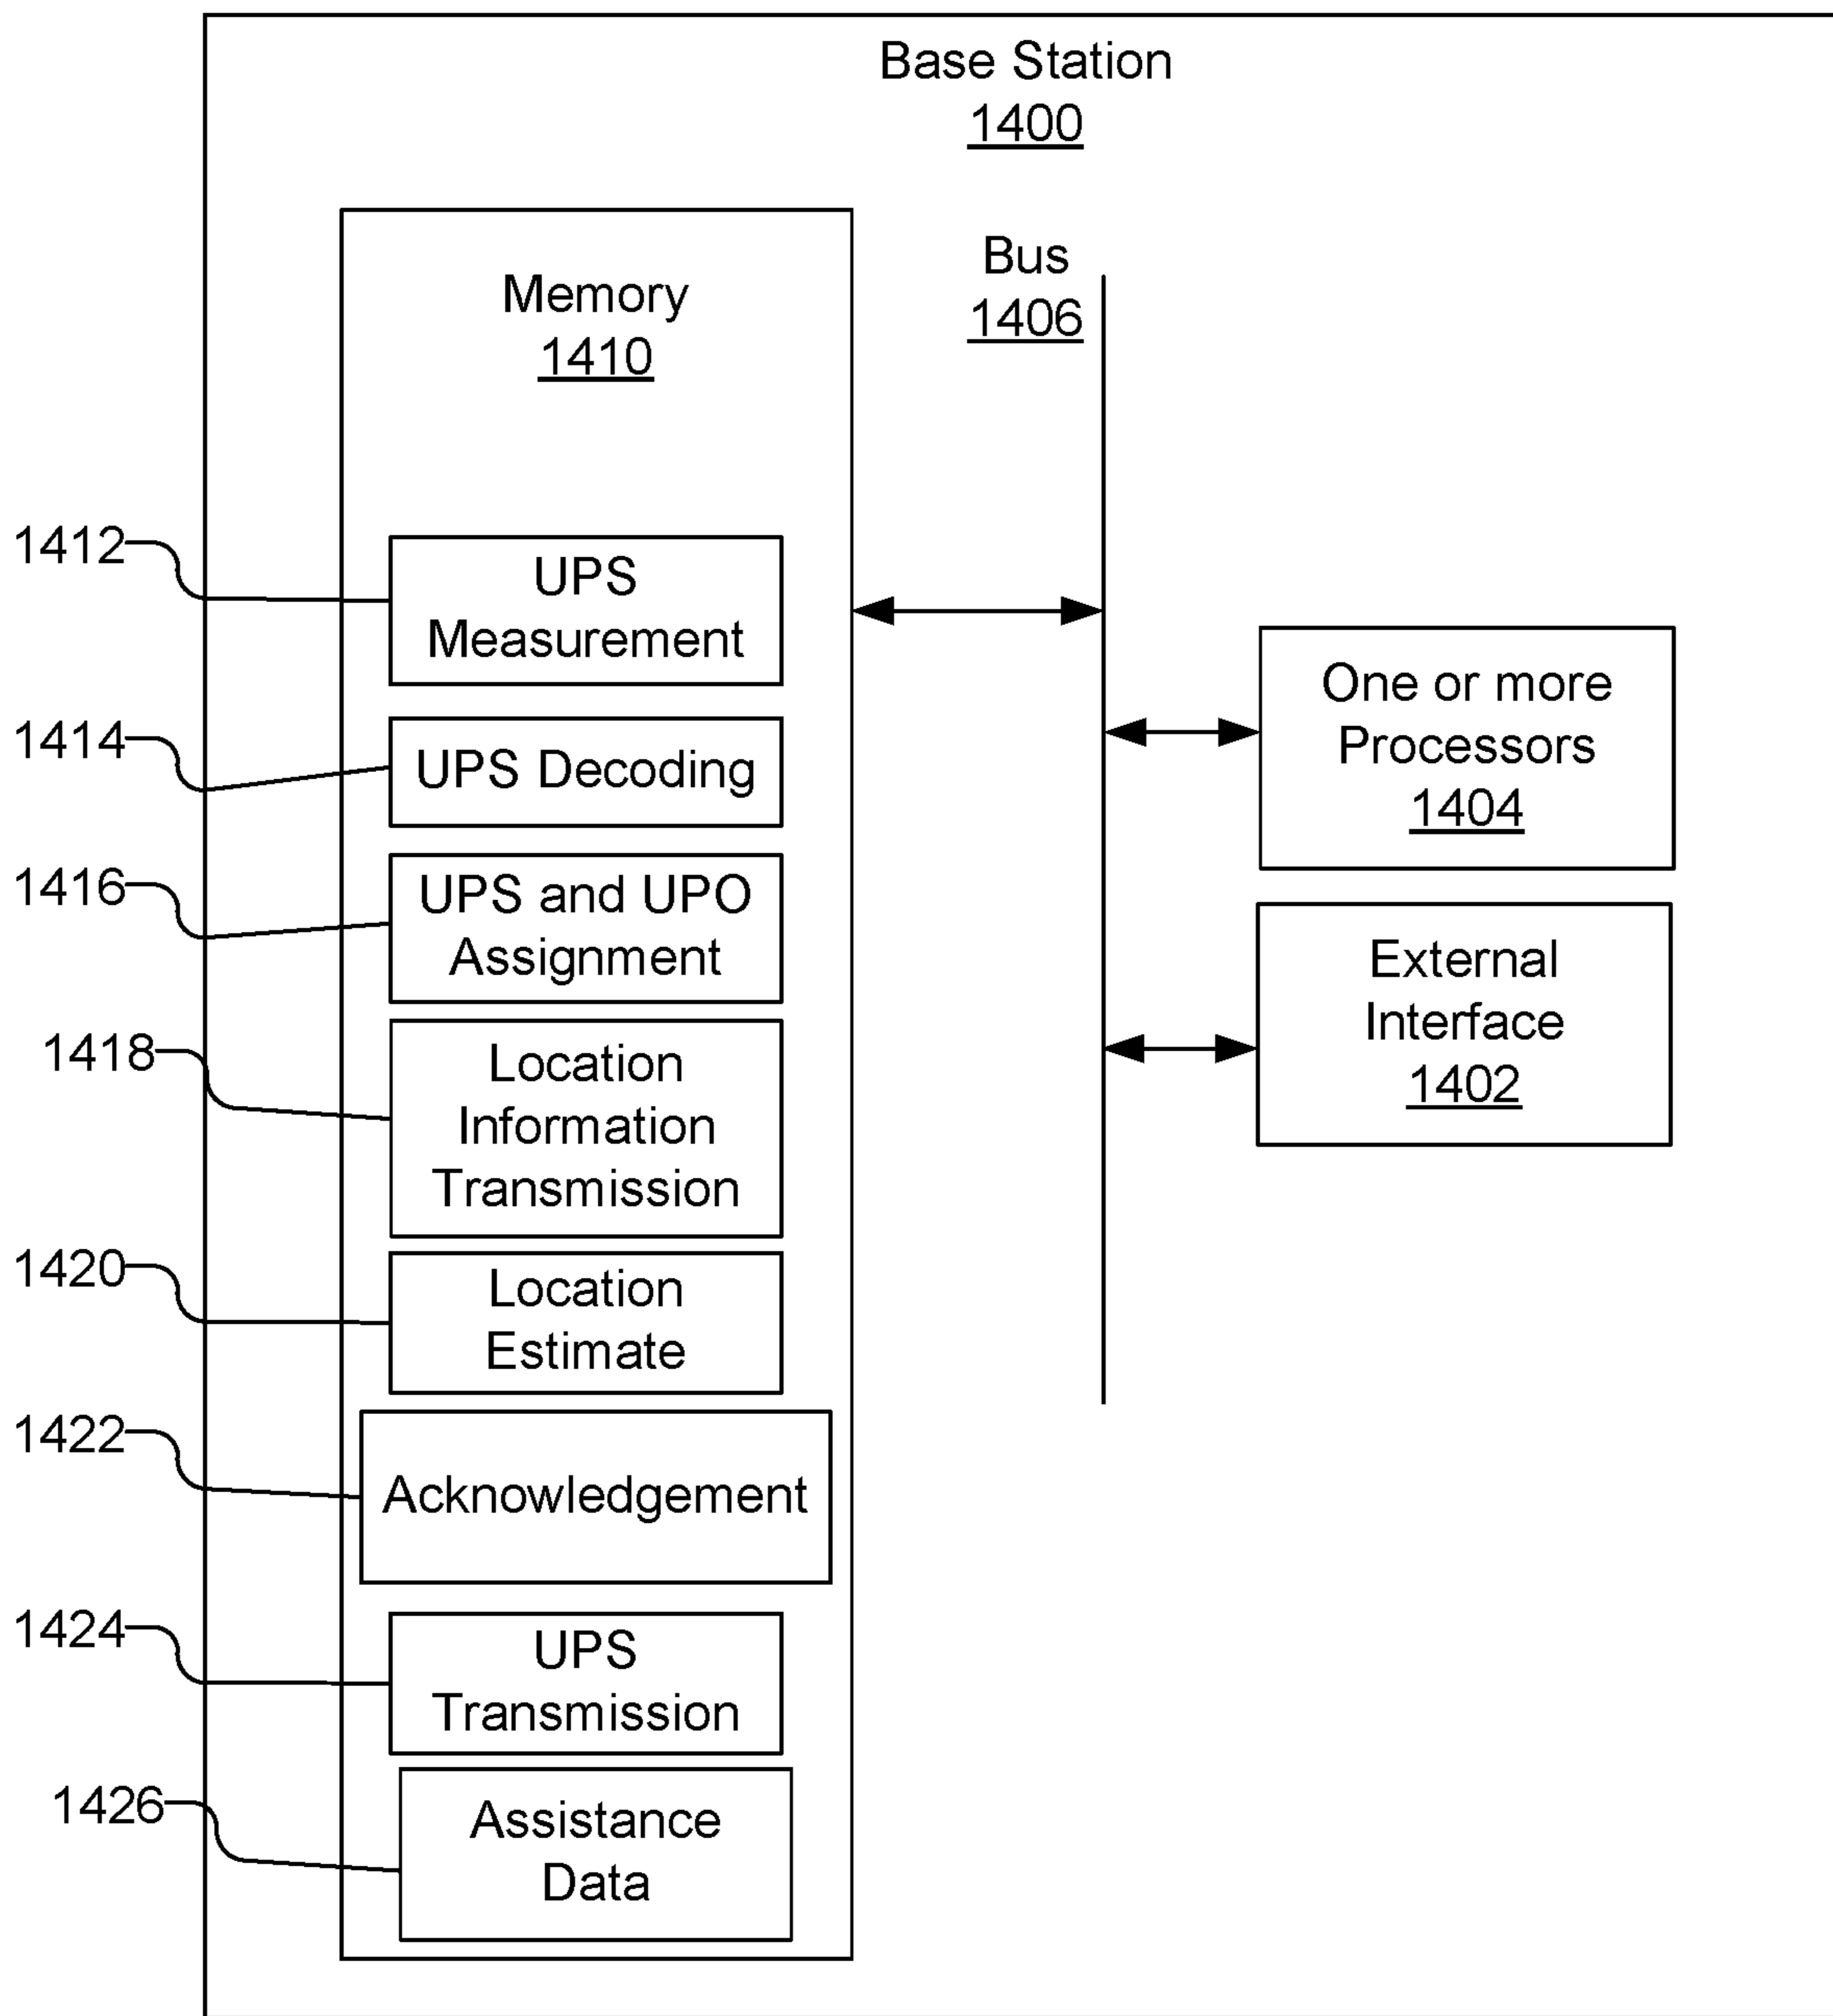 Base Station
1400
Memory
1410
Bus
1406
1412
UPS
Measurement
1414
UPS Decoding
1416
UPS and UPO
Assignment
1418
Location
Information
Transmission
1420
Location
Estimate
1422
Acknowledgement
1424
UPS
Transmission
1426
Assistance
Data
One or more
Processors
1404
External
Interface
1402